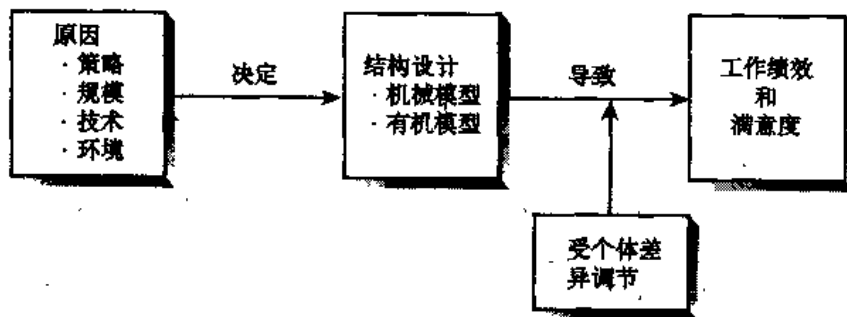 原因
· 策略
· 规模
· 技术
· 环境
决定
结构设计
· 机械模型
· 有机模型
导致
工作绩效
和
满意度
受个体差
异调节